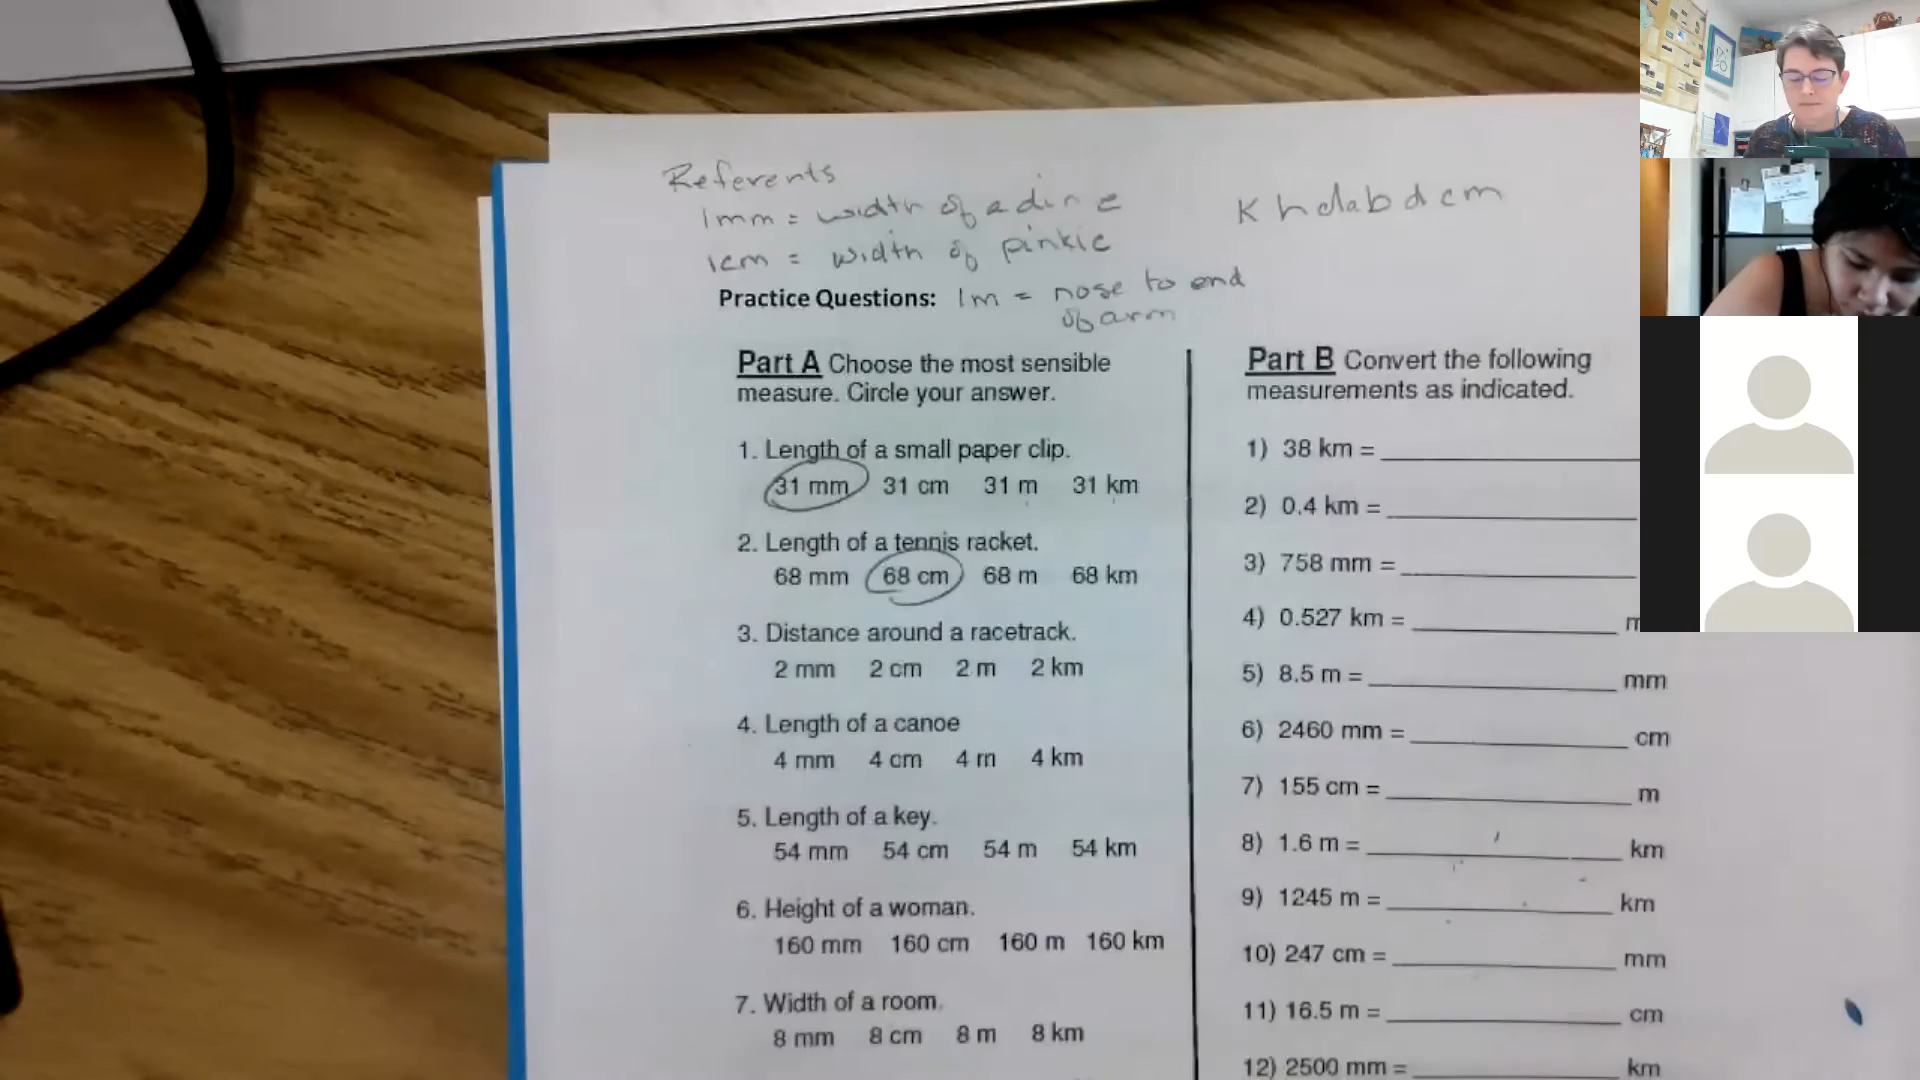 Referents
1mm = width of a dime
1cm = width of pinkie
K h da b d c m
Practice Questions: 1m = nose to end
of arm
Part A Choose the most sensible
measure. Circle your answer.
1. Length of a small paper clip.
31 mm 31 cm 31 m 31 km
2. Length of a tennis racket.
68 mm 68 cm 68 m 68 km
3. Distance around a racetrack.
2 mm 2 cm 2 m 2 km
4. Length of a canoe
4 mm 4 cm 4 m 4 km
5. Length of a key.
54 mm 54 cm 54 m 54 km
6. Height of a woman.
160 mm 160 cm 160 m 160 km
7. Width of a room.
8 mm 8 cm 8 m 8 km
Part B Convert the following
measurements as indicated.
1) 38 km =
2) 0.4 km =
3) 758 mm =
4) 0.527 km =
5) 8.5 m = mm
6) 2460 mm = cm
7) 155 cm = m
8) 1.6 m = km
9) 1245 m = km
10) 247 cm = mm
11) 16.5 m = cm
12) 2500 mm = km